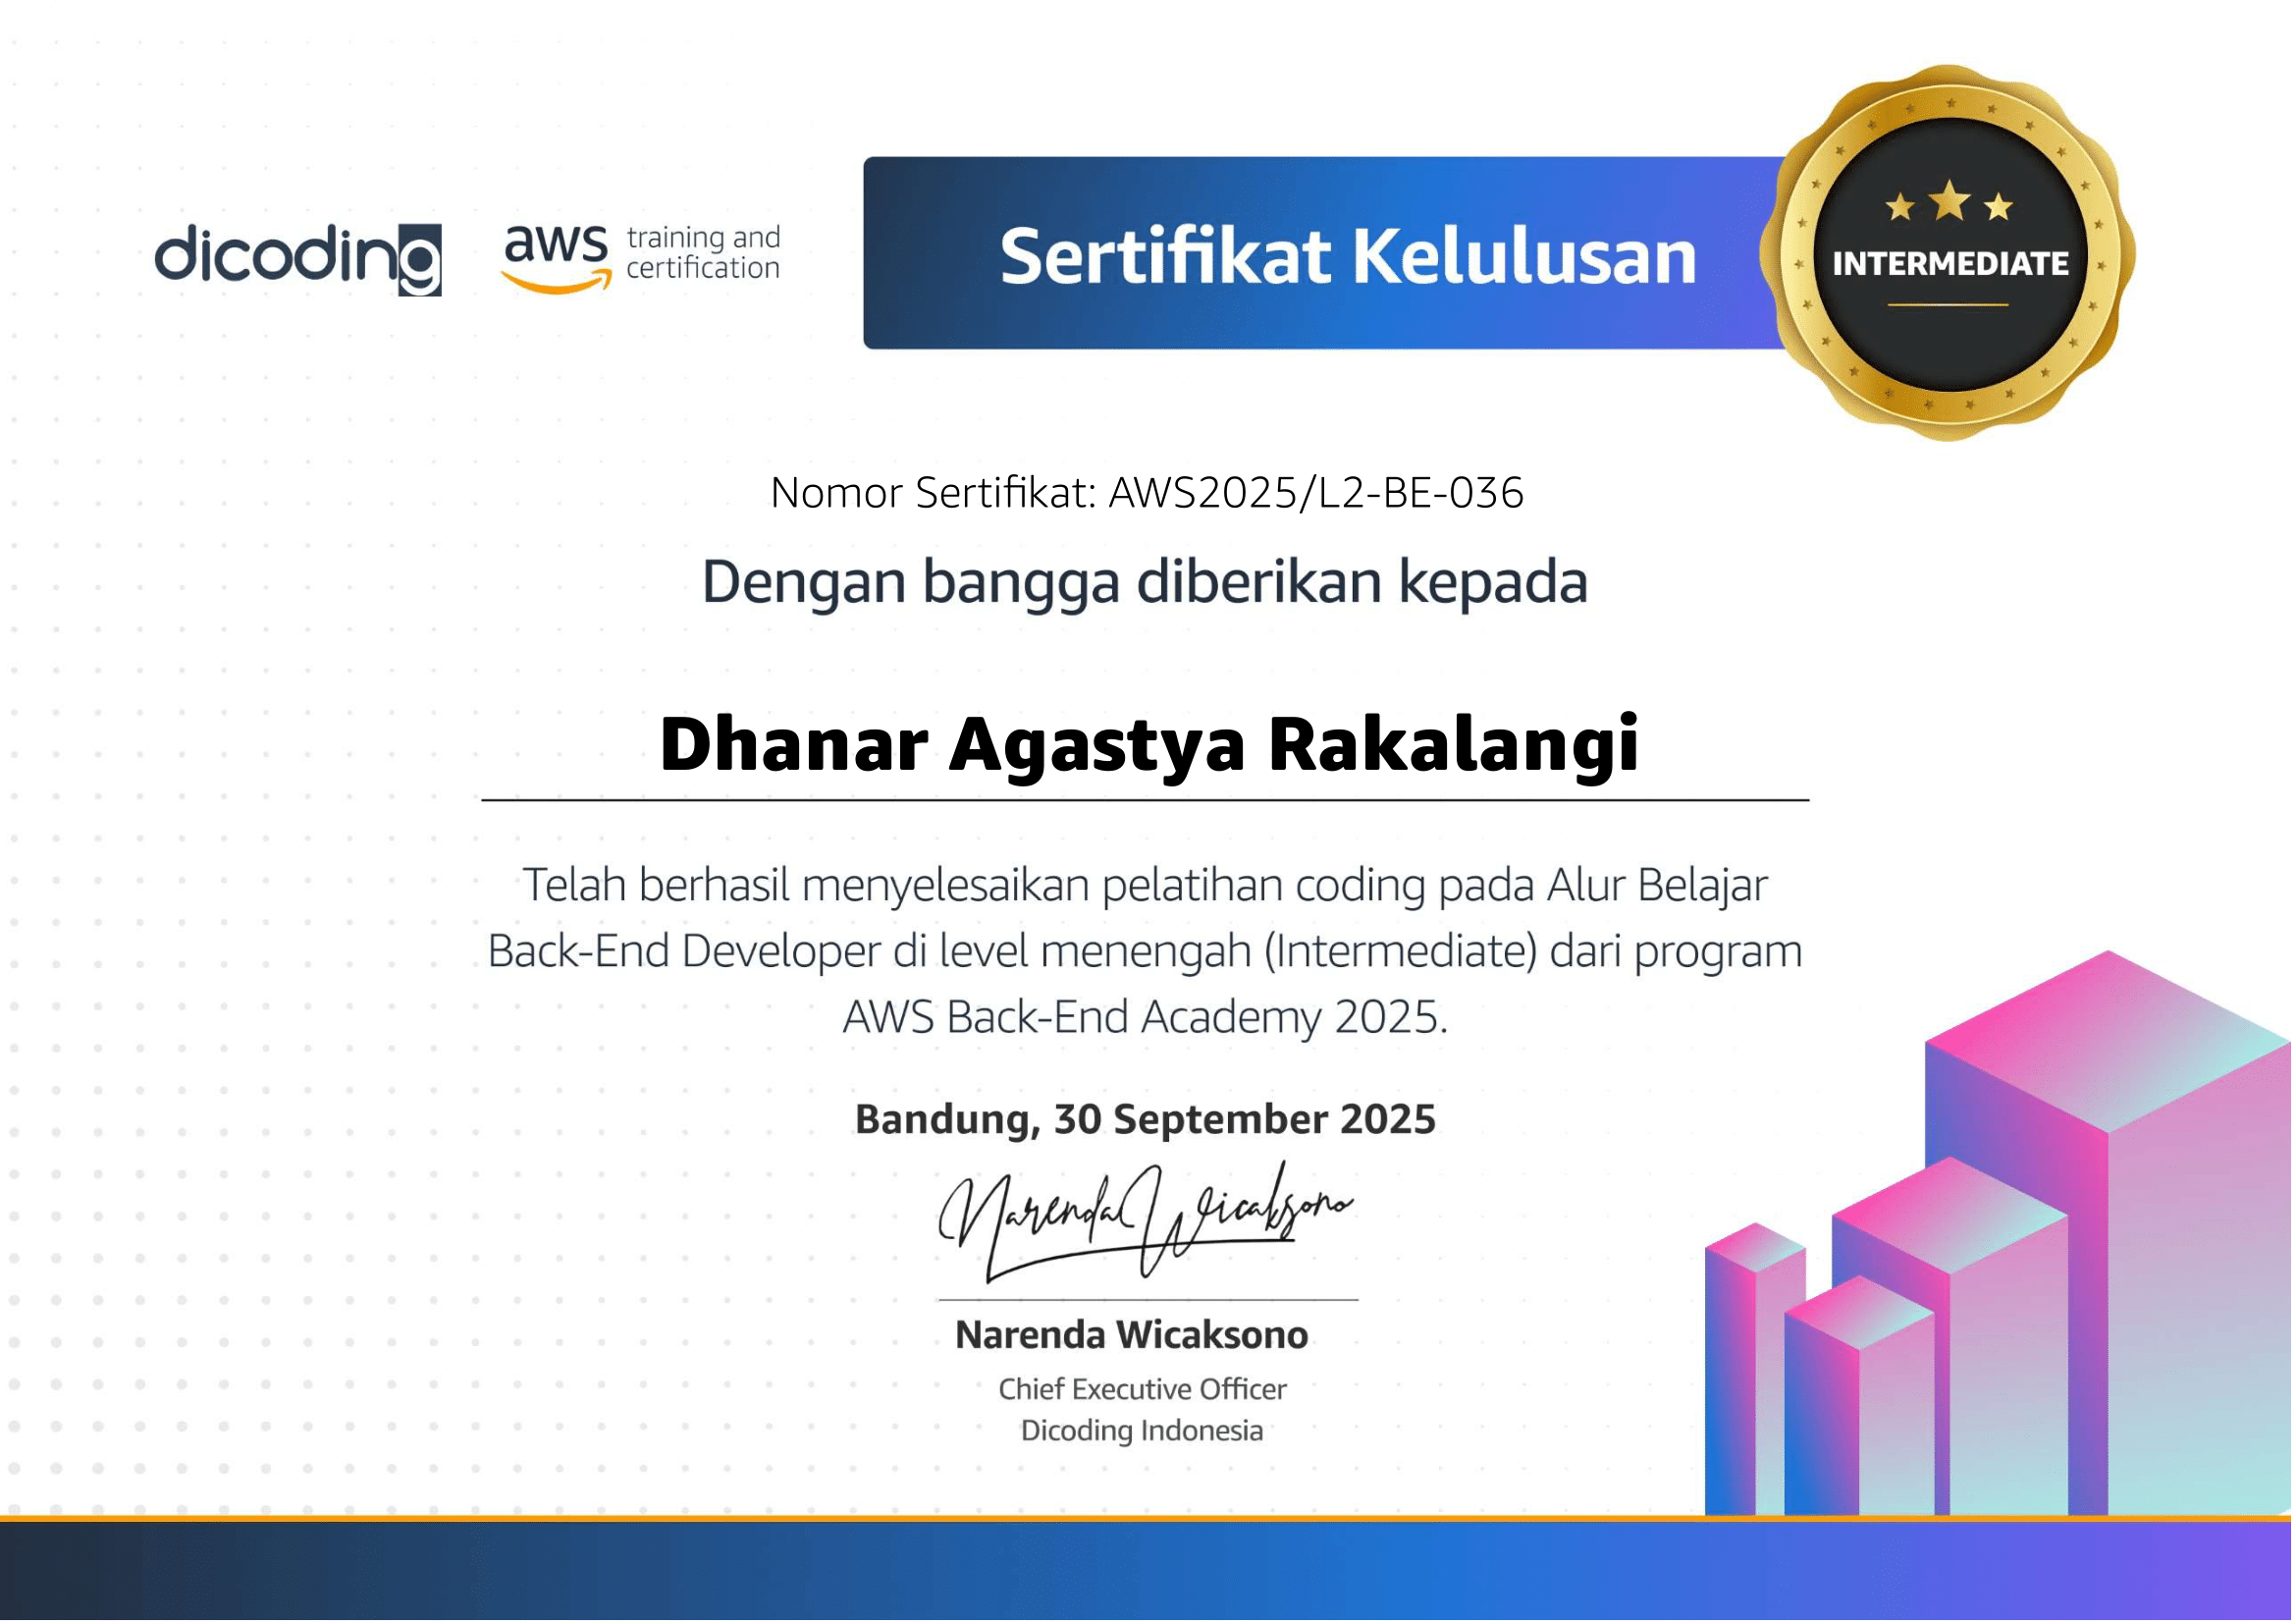 dicoding
aws training and
certification
Sertifikat Kelulusan
INTERMEDIATE
Nomor Sertifikat: AWS2025/L2-BE-036
Dengan bangga diberikan kepada
Dhanar Agastya Rakalangi
Telah berhasil menyelesaikan pelatihan coding pada Alur Belajar
Back-End Developer di level menengah (Intermediate) dari program
AWS Back-End Academy 2025.
Bandung, 30 September 2025
Narenda Wicaksono
Narenda Wicaksono
Chief Executive Officer
Dicoding Indonesia